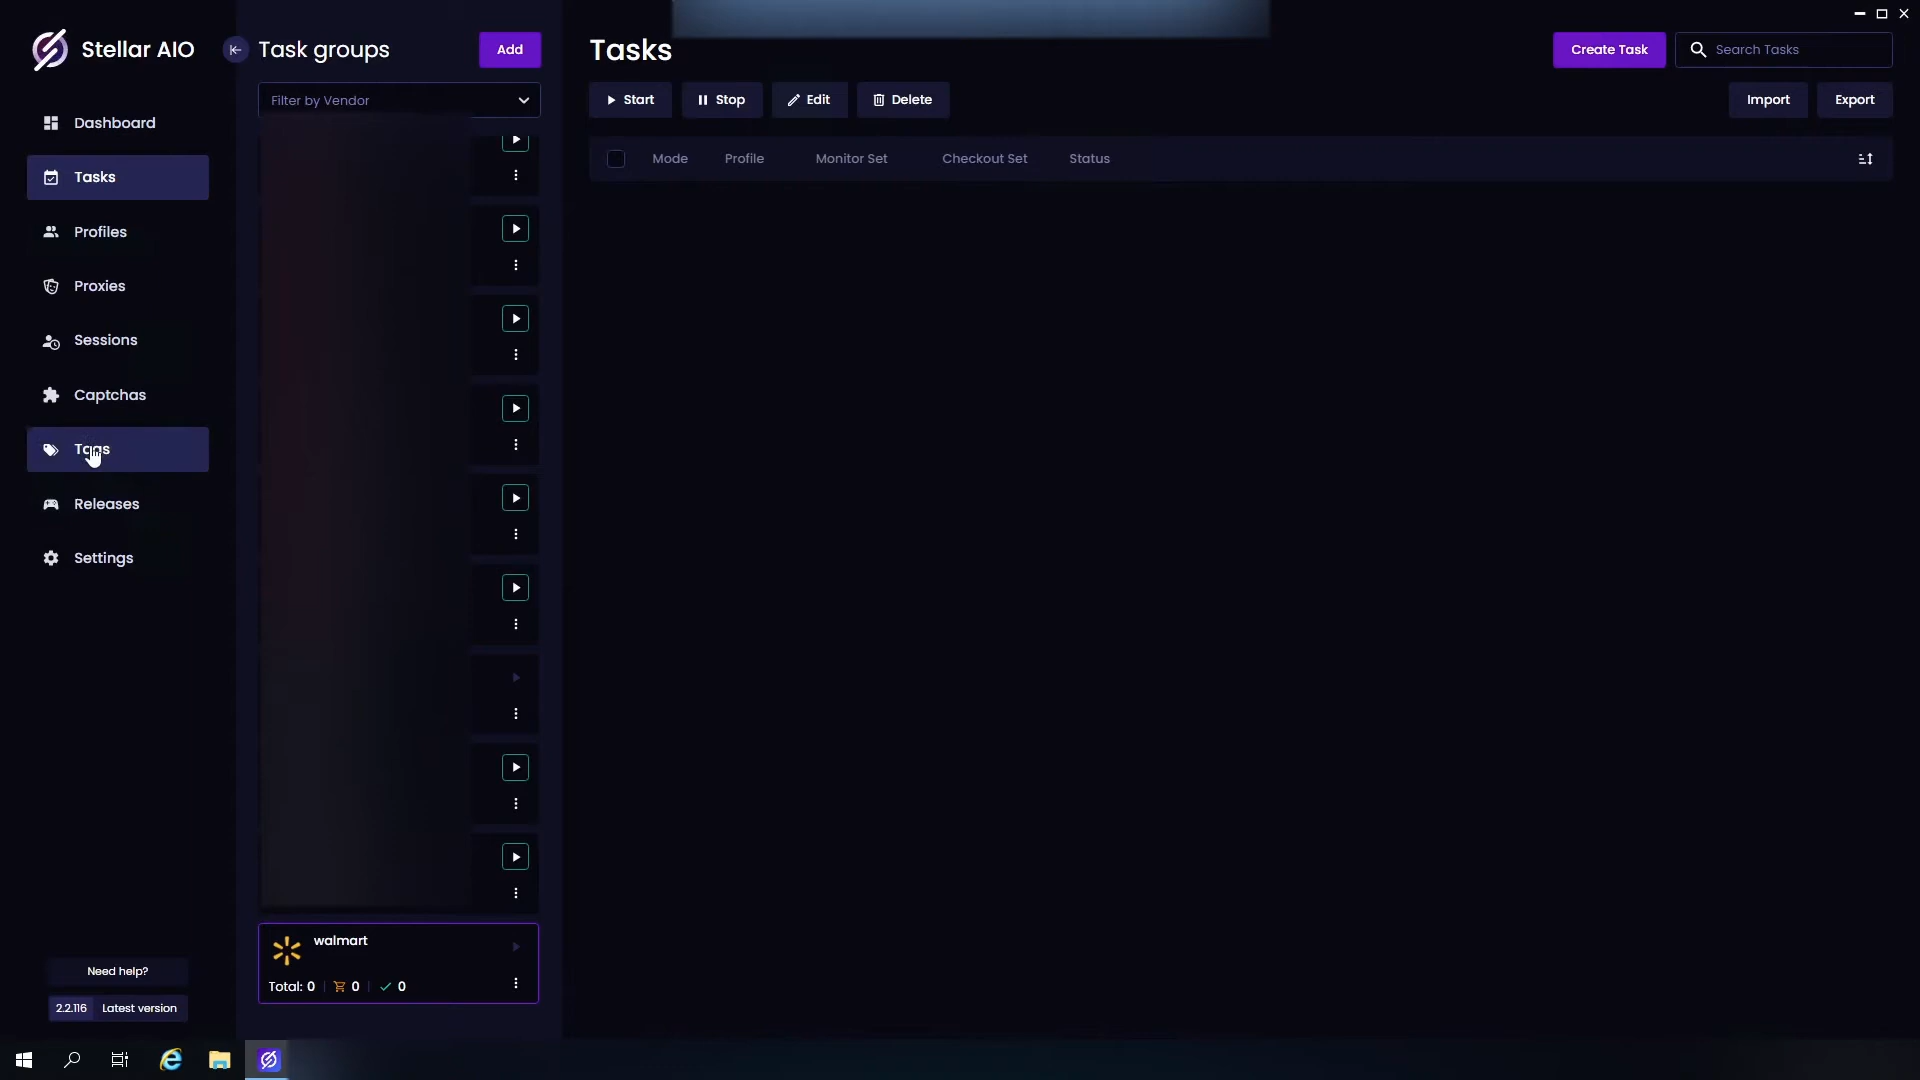 Stellar AIO
Dashboard
Tasks
Profiles
Proxies
Sessions
Captchas
Tags
Releases
Settings
Need help?
2.2.116 Latest version
Task groups
Add
Filter by Vendor
walmart
Total: 0 0 0
Tasks
Create Task
Search Tasks
Start
Stop
Edit
Delete
Import
Export
Mode
Profile
Monitor Set
Checkout Set
Status